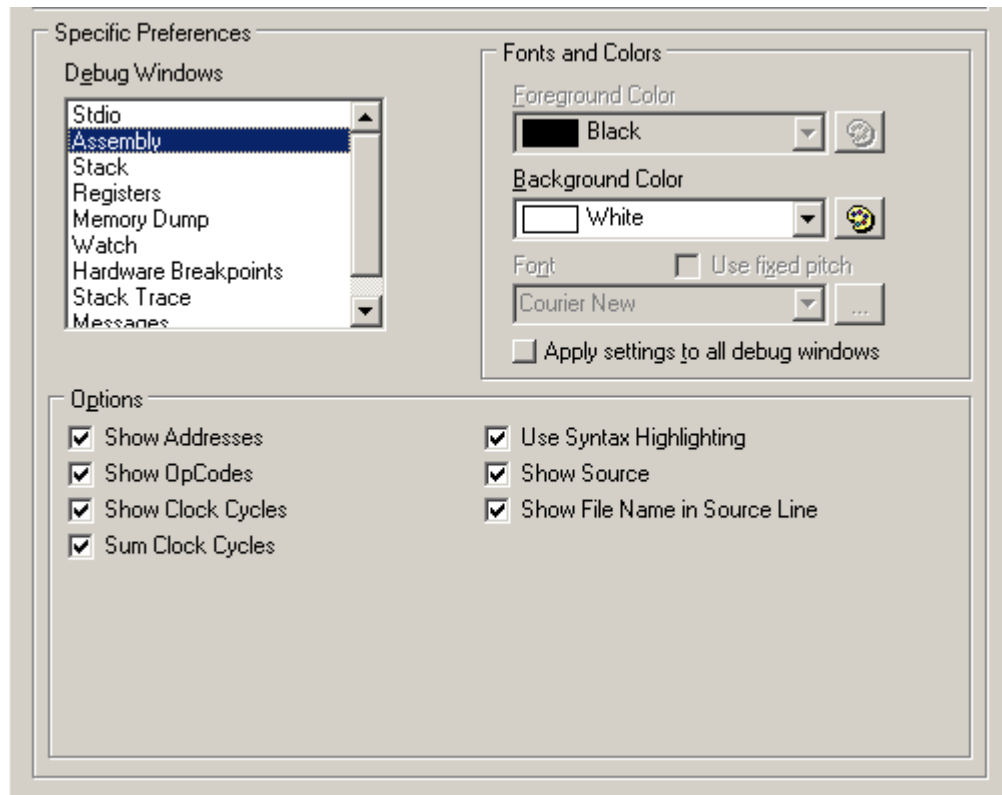 Specific Preferences
Debug Windows
Stdio
Assembly
Stack
Registers
Memory Dump
Watch
Hardware Breakpoints
Stack Trace
Messages
Fonts and Colors
Foreground Color
Black
Background Color
White
Font
Use fixed pitch
Courier New
...
Apply settings to all debug windows
Options
Show Addresses
Show OpCodes
Show Clock Cycles
Sum Clock Cycles
Use Syntax Highlighting
Show Source
Show File Name in Source Line